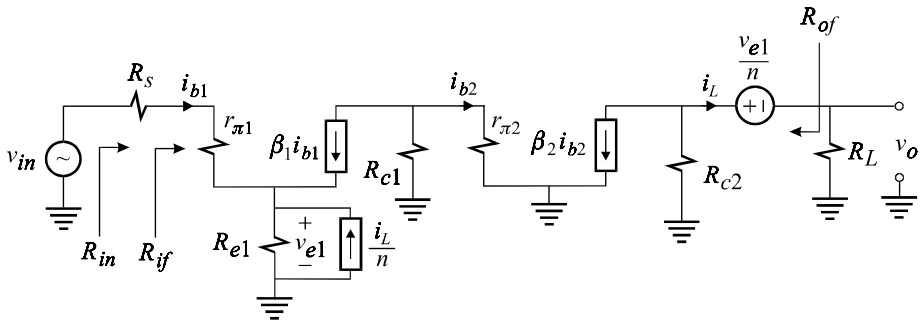 R_of
v_e1/n
R_s
i_b1
i_b2
i_L
+ −
r_π1
β_1 i_b1
r_π2
β_2 i_b2
v_in
~
R_c1
R_c2
R_L
v_o
R_in
R_if
R_e1
+
v_e1
−
i_L/n